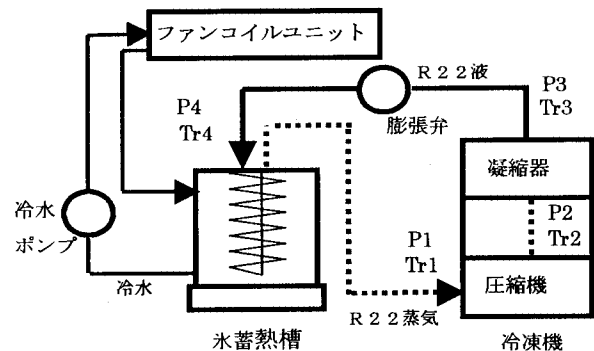 ファンコイルユニット
R22液
P3
Tr3
P4
Tr4
膨張弁
凝縮器
冷水
ポンプ
P2
Tr2
P1
Tr1
圧縮機
冷水
R22蒸気
氷蓄熱槽
冷凍機